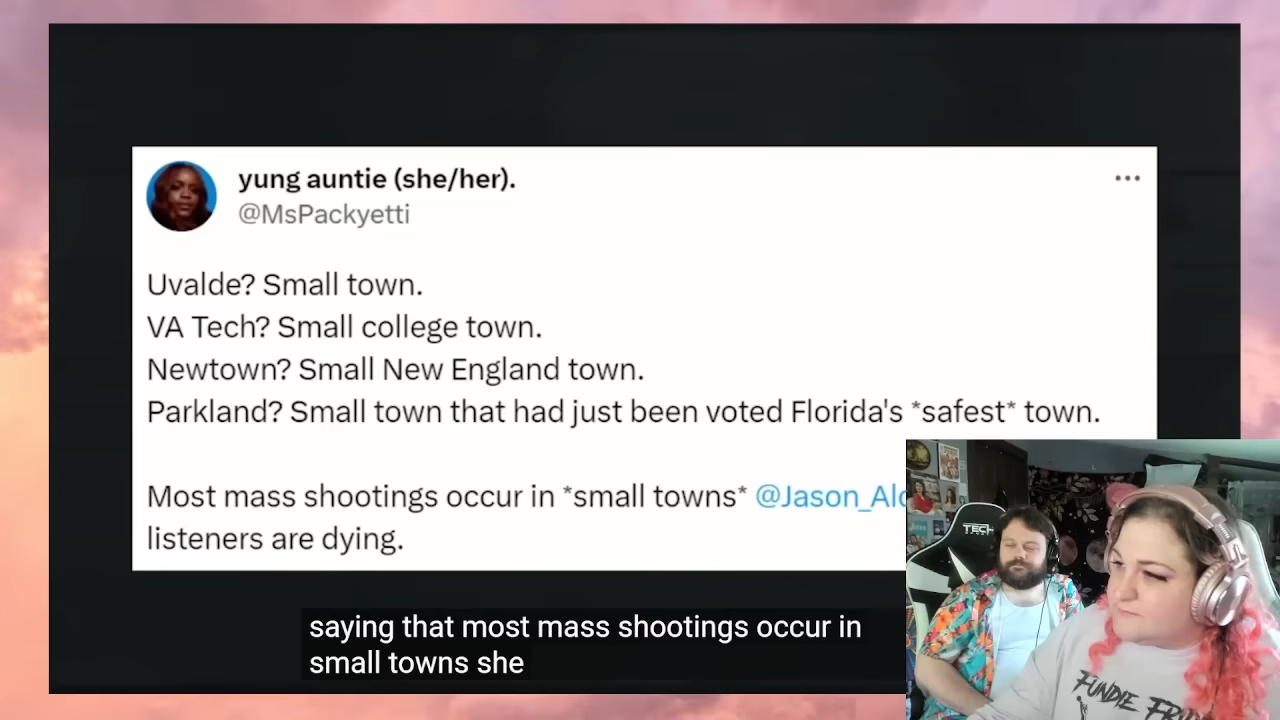 yung auntie (she/her).
@MsPackyetti
Uvalde? Small town.
VA Tech? Small college town.
Newtown? Small New England town.
Parkland? Small town that had just been voted Florida's *safest* town.
Most mass shootings occur in *small towns*
listeners are dying.
saying that most mass shootings occur in
small towns she
TECH
FUNDIE